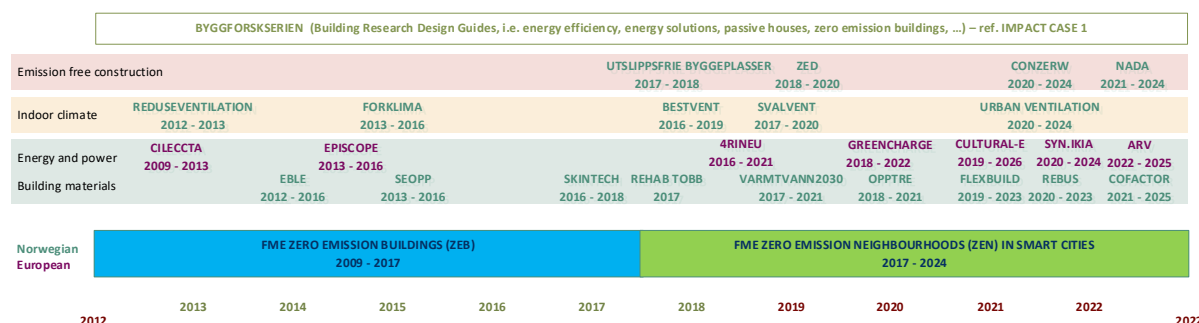 BYGGFORSKSERIEN (Building Research Design Guides, i.e. energy efficiency, energy solutions, passive houses, zero emission buildings, ...) – ref. IMPACT CASE 1
Emission free construction
UTSLIPPSFRIE BYGGEPLASSER ZED CONZERW NADA
2017 - 2018 2018 - 2020 2020 - 2024 2021 - 2024
Indoor climate
REDUSEVENTILATION FORKLIMA BESTVENT SVALVENT URBAN VENTILATION
2012 - 2013 2013 - 2016 2016 - 2019 2017 - 2020 2020 - 2024
Energy and power
CILECCTA EPISCOPE 4RINEU GREENCHARGE CULTURAL-E SYN.IKIA ARV
2009 - 2013 2013 - 2016 2016 - 2021 2018 - 2022 2019 - 2026 2020 - 2024 2022 - 2025
Building materials
EBLE SEOPP SKINTECH REHAB TOBB VARMTVANN2030 OPPTRE FLEXBUILD REBUS COFACTOR
2012 - 2016 2013 - 2016 2016 - 2018 2017 2017 - 2021 2018 - 2021 2019 - 2023 2020 - 2023 2021 - 2025
Norwegian
European
FME ZERO EMISSION BUILDINGS (ZEB)
2009 - 2017
FME ZERO EMISSION NEIGHBOURHOODS (ZEN) IN SMART CITIES
2017 - 2024
2013 2014 2015 2016 2017 2018 2019 2020 2021 2022
2012